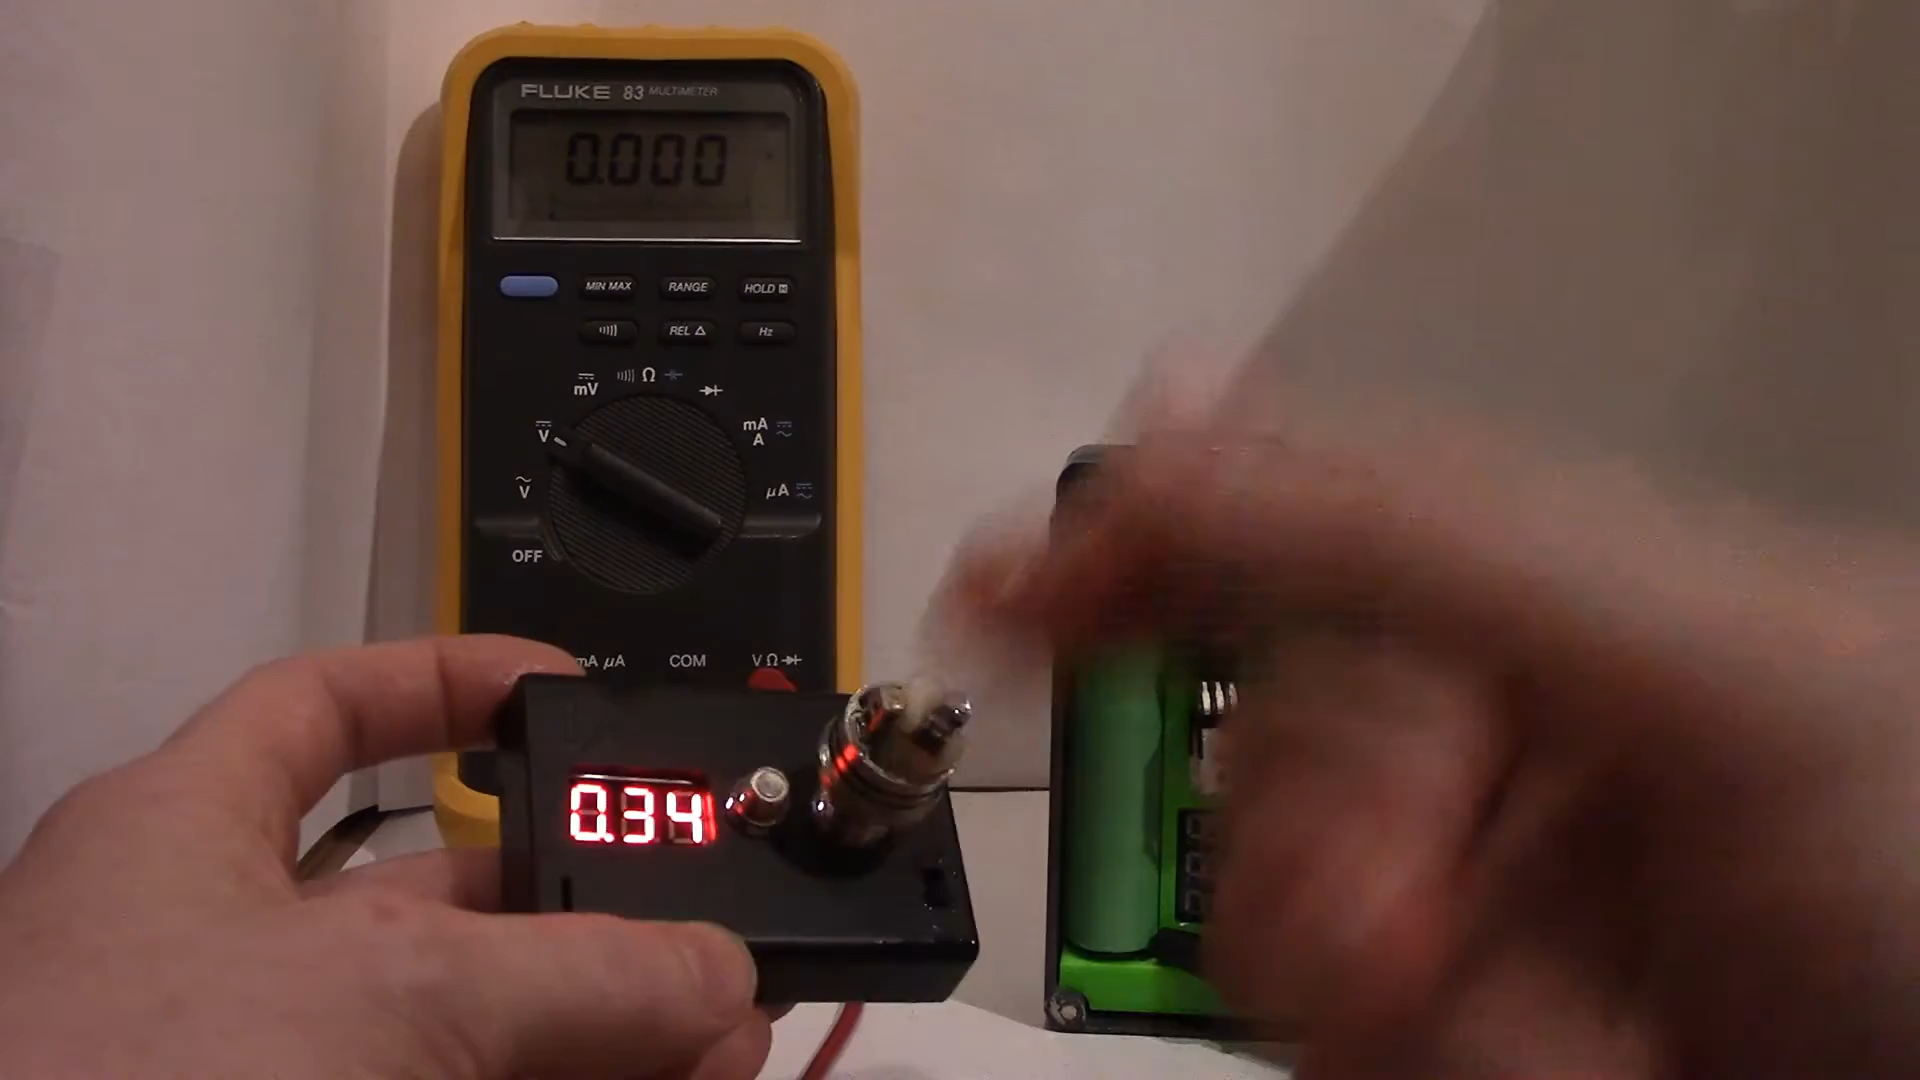 FLUKE 83 MULTIMETER
0.000
MIN MAX RANGE HOLD H
REL △ Hz
mV Ω
V mA A
V µA
OFF
mA µA COM V Ω
0.34